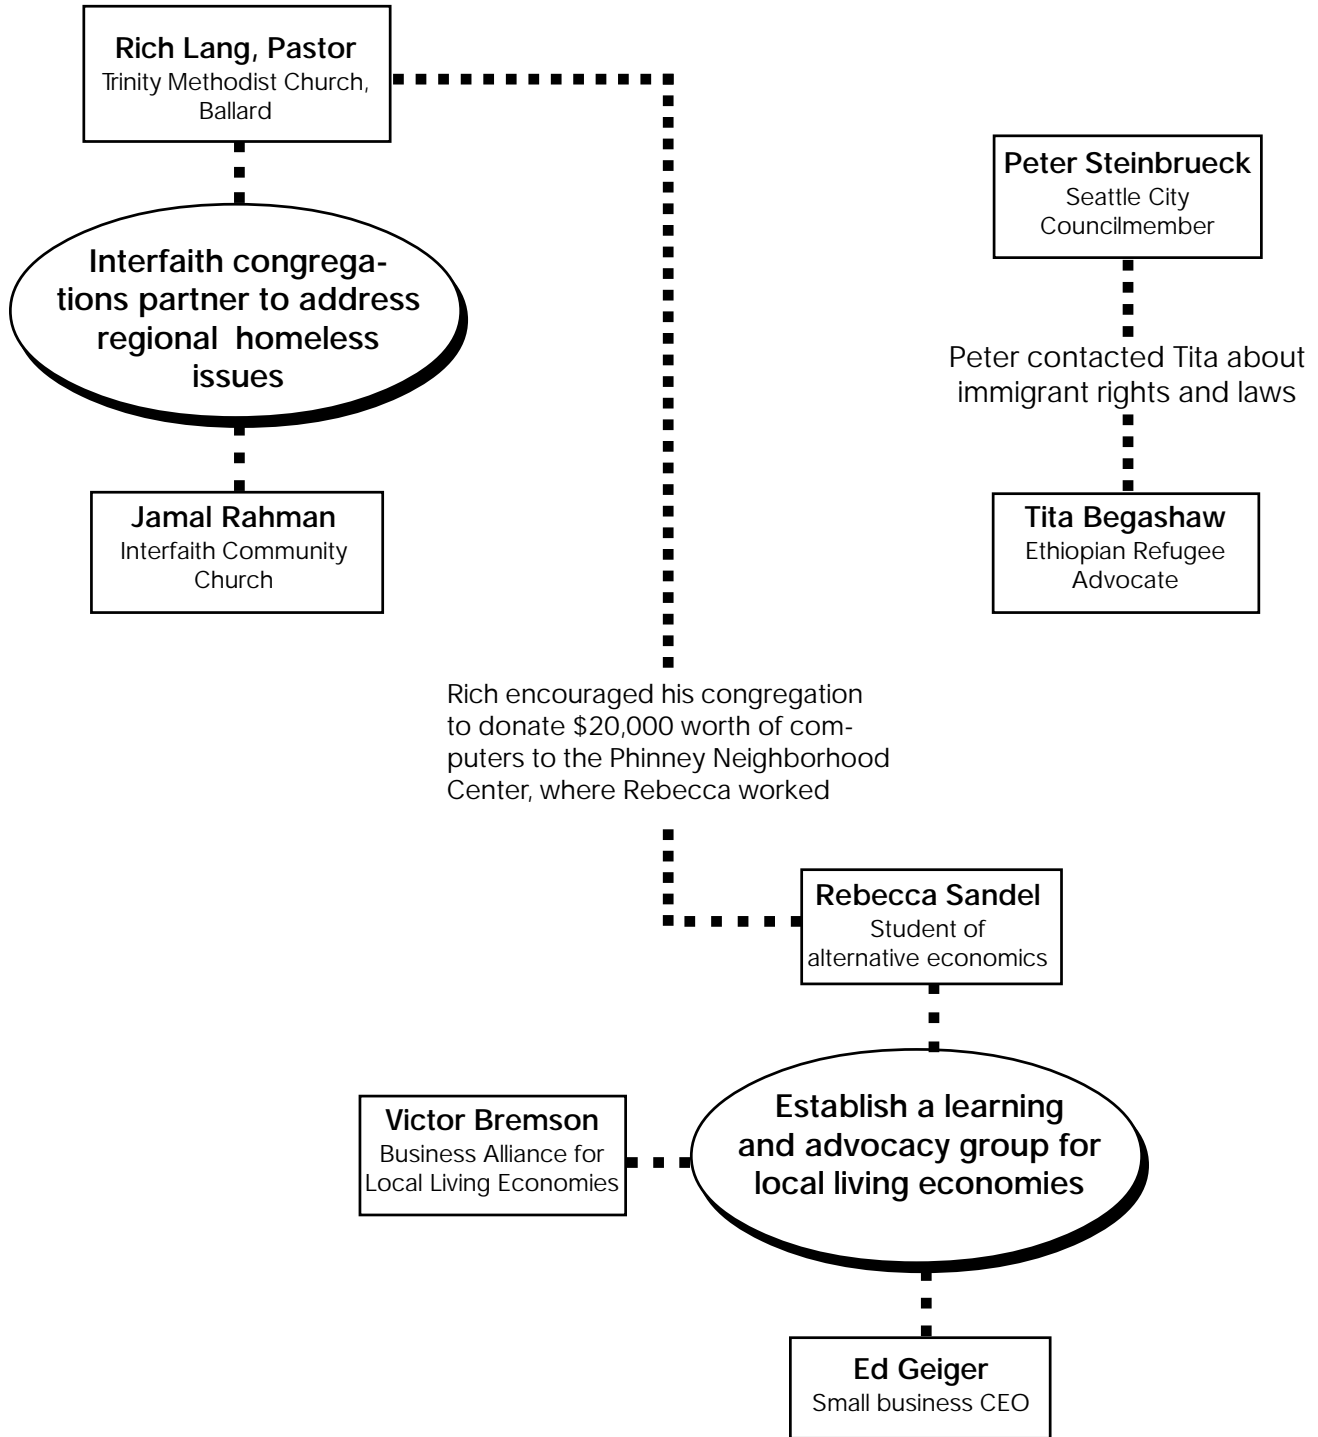 Rich Lang, Pastor
Trinity Methodist Church,
Ballard
Peter Steinbrueck
Seattle City
Councilmember
Interfaith congrega-
tions partner to address
regional homeless
issues
Peter contacted Tita about
immigrant rights and laws
Jamal Rahman
Interfaith Community
Church
Tita Begashaw
Ethiopian Refugee
Advocate
Rich encouraged his congregation
to donate $20,000 worth of com-
puters to the Phinney Neighborhood
Center, where Rebecca worked
Rebecca Sandel
Student of
alternative economics
Victor Bremson
Business Alliance for
Local Living Economies
Establish a learning
and advocacy group for
local living economies
Ed Geiger
Small business CEO